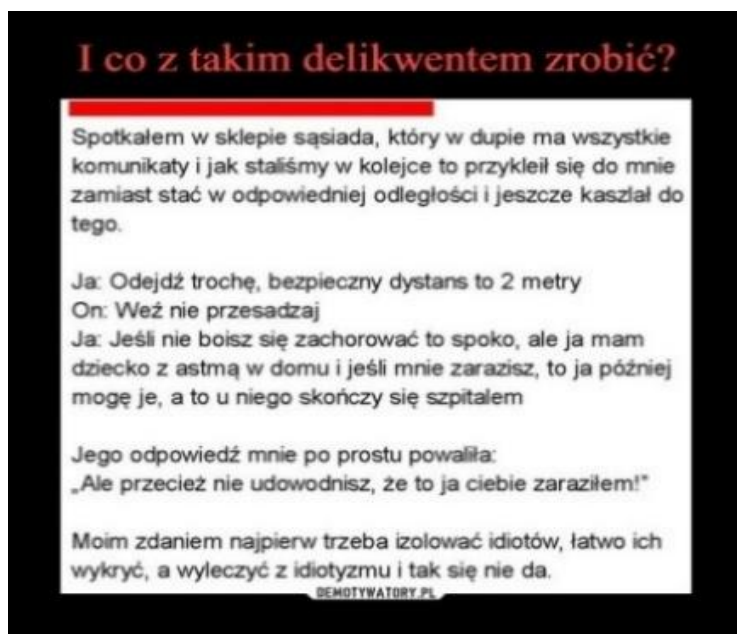 I co z takim delikwentem zrobić?
Spotkałem w sklepie sąsiada, który w dupie ma wszystkie
komunikaty i jak staliśmy w kolejce to przykleił się do mnie
zamiast stać w odpowiedniej odległości i jeszcze kaszlał do
tego.
Ja: Odejdź trochę, bezpieczny dystans to 2 metry
On: Weź nie przesadzaj
Ja: Jeśli nie boisz się zachorować to spoko, ale ja mam
dziecko z astmą w domu i jeśli mnie zarazisz, to ja później
mogę je, a to u niego skończy się szpitalem
Jego odpowiedź mnie po prostu powaliła:
„Ale przecież nie udowodnisz, że to ja ciebie zaraziłem!"
Moim zdaniem najpierw trzeba izolować idiotów, łatwo ich
wykryć, a wyleczyć z idiotyzmu i tak się nie da.
DEMOTYWATORY.PL